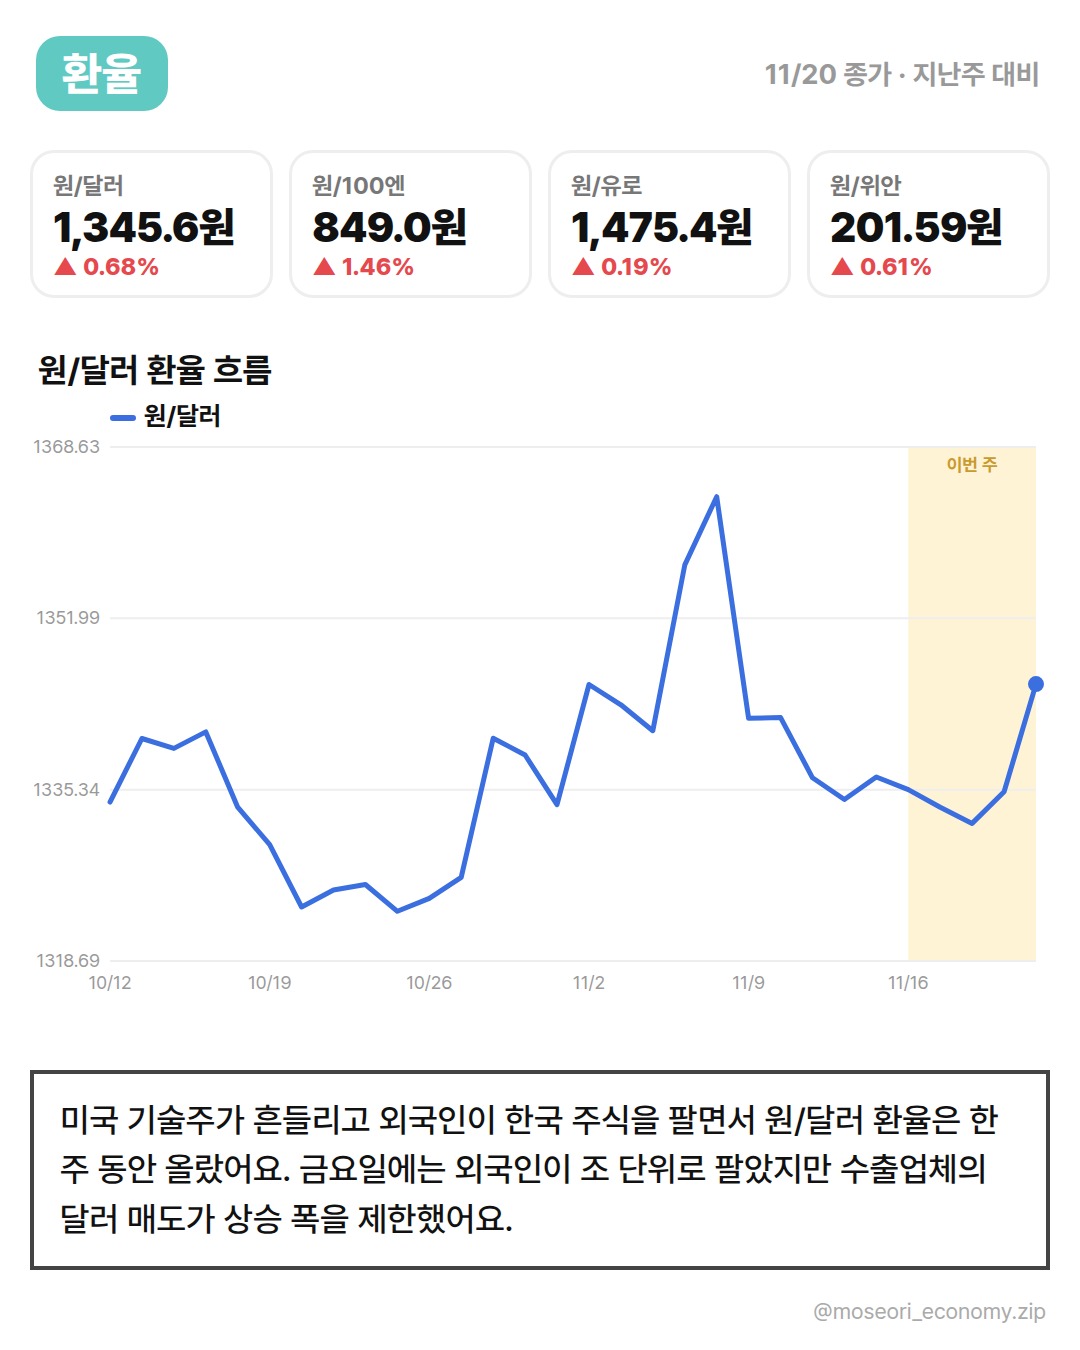 환율
11/20 종가 · 지난주 대비
원/달러
1,345.6원
▲ 0.68%
원/100엔
849.0원
▲ 1.46%
원/유로
1,475.4원
▲ 0.19%
원/위안
201.59원
▲ 0.61%
원/달러 환율 흐름
원/달러
1368.63
이번 주
1351.99
1335.34
1318.69
10/12
10/19
10/26
11/2
11/9
11/16
미국 기술주가 흔들리고 외국인이 한국 주식을 팔면서 원/달러 환율은 한
주 동안 올랐어요. 금요일에는 외국인이 조 단위로 팔았지만 수출업체의
달러 매도가 상승 폭을 제한했어요.
@moseori_economy.zip